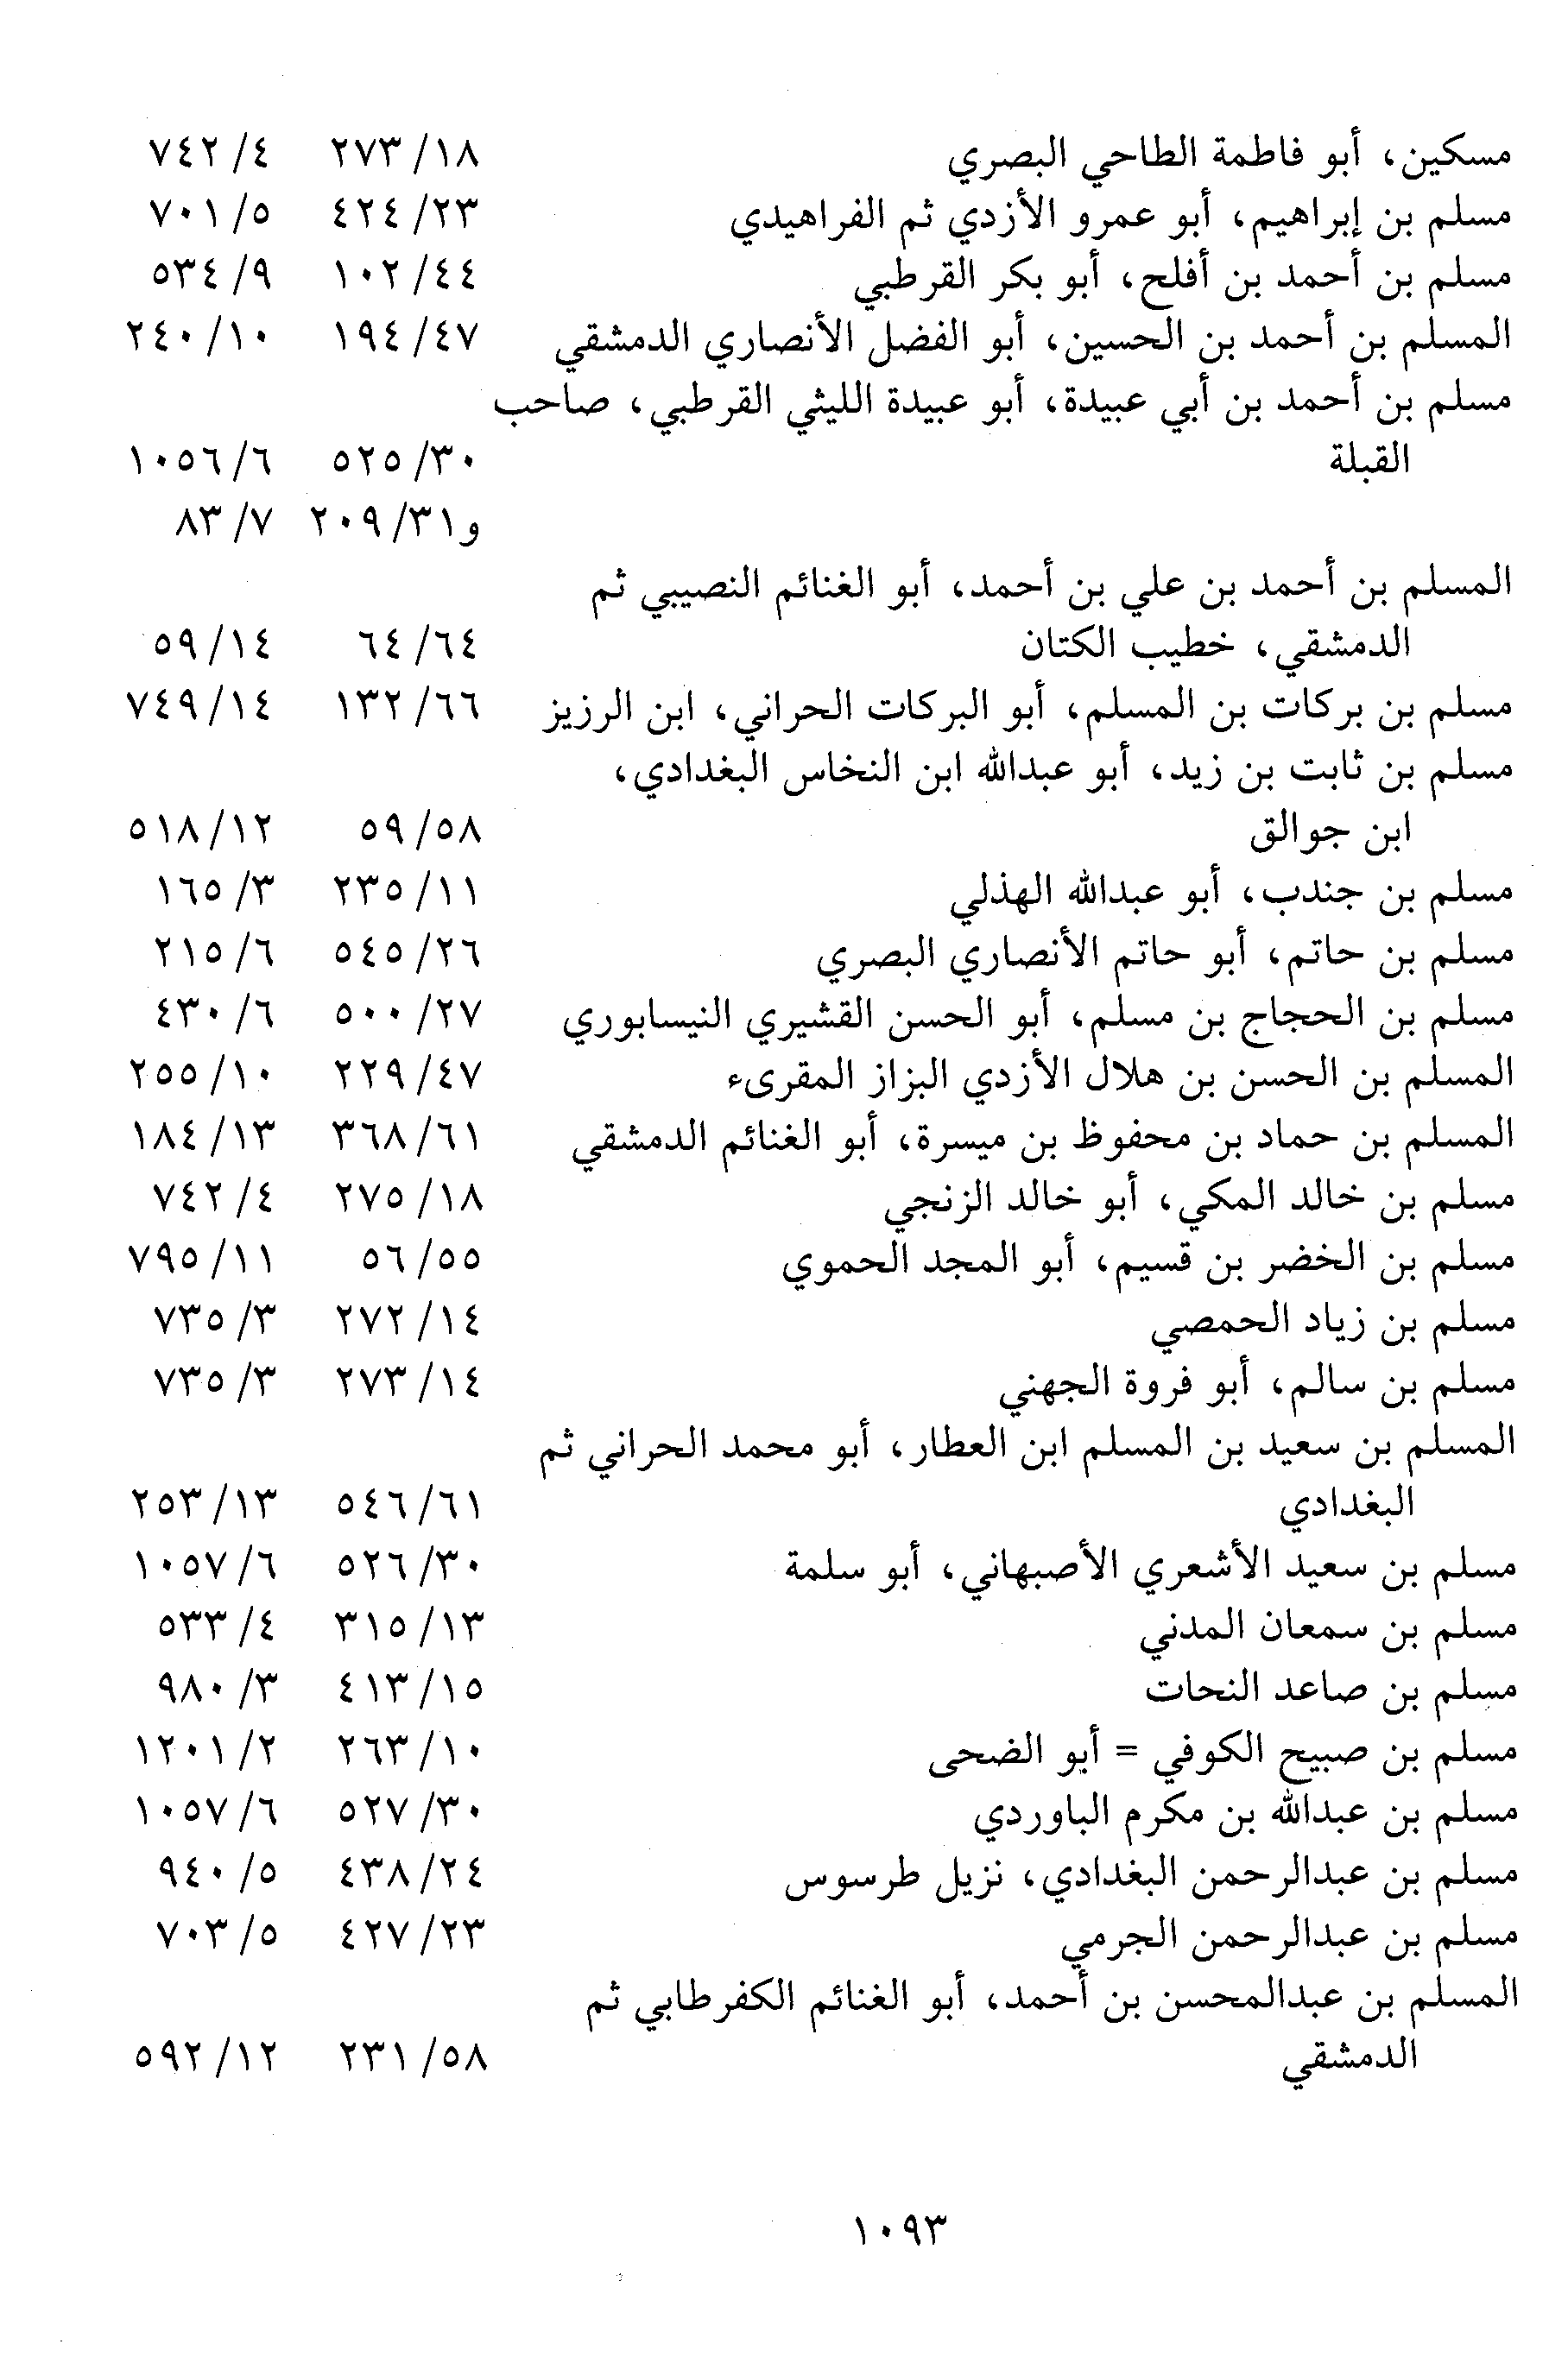 مسكين، أبو فاطمة الطاحي البصري ١٨/ ٢٧٣ ٤/ ٧٤٢
مسلم بن إبراهيم، أبو عمرو الأزدي ثم الفراهيدي ٢٣/ ٤٢٤ ٥/ ٧٠١
مسلم بن أحمد بن أفلح، أبو بكر القرطبي ٤٤/ ١٠٢ ٩/ ٥٣٤
المسلم بن أحمد بن الحسين، أبو الفضل الأنصاري الدمشقي ٤٧/ ١٩٤ ١٠/ ٢٤٠
مسلم بن أحمد بن أبي عبيدة، أبو عبيدة الليثي القرطبي، صاحب
القبلة ٣٠/ ٥٢٥ ٦/ ١٠٥٦
و٣١/ ٢٠٩ ٧/ ٨٣
المسلم بن أحمد بن علي بن أحمد، أبو الغنائم النصيبي ثم
الدمشقي، خطيب الكتان ٦٤/ ٦٤ ١٤/ ٥٩
مسلم بن بركات بن المسلم، أبو البركات الحراني، ابن الرزيز ٦٦/ ١٣٢ ١٤/ ٧٤٩
مسلم بن ثابت بن زيد، أبو عبدالله ابن النخاس البغدادي،
ابن جوالق ٥٨/ ٥٩ ١٢/ ٥١٨
مسلم بن جندب، أبو عبدالله الهذلي ١١/ ٢٣٥ ٣/ ١٦٥
مسلم بن حاتم، أبو حاتم الأنصاري البصري ٢٦/ ٥٤٥ ٦/ ٢١٥
مسلم بن الحجاج بن مسلم، أبو الحسن القشيري النيسابوري ٢٧/ ٥٠٠ ٦/ ٤٣٠
المسلم بن الحسن بن هلال الأزدي البزاز المقرىء ٤٧/ ٢٢٩ ١٠/ ٢٥٥
المسلم بن حماد بن محفوظ بن ميسرة، أبو الغنائم الدمشقي ٦١/ ٣٦٨ ١٣/ ١٨٤
مسلم بن خالد المكي، أبو خالد الزنجي ١٨/ ٢٧٥ ٤/ ٧٤٢
مسلم بن الخضر بن قسيم، أبو المجد الحموي ٥٥/ ٥٦ ١١/ ٧٩٥
مسلم بن زياد الحمصي ١٤/ ٢٧٢ ٣/ ٧٣٥
مسلم بن سالم، أبو فروة الجهني ١٤/ ٢٧٣ ٣/ ٧٣٥
المسلم بن سعيد بن المسلم ابن العطار، أبو محمد الحراني ثم
البغدادي ٦١/ ٥٤٦ ١٣/ ٢٥٣
مسلم بن سعيد الأشعري الأصبهاني، أبو سلمة ٣٠/ ٥٢٦ ٦/ ١٠٥٧
مسلم بن سمعان المدني ١٣/ ٣١٥ ٤/ ٥٣٣
مسلم بن صاعد النحات ١٥/ ٤١٣ ٣/ ٩٨٠
مسلم بن صبيح الكوفي = أبو الضحى ١٠/ ٢٦٣ ٢/ ١٢٠١
مسلم بن عبدالله بن مكرم الباوردي ٣٠/ ٥٢٧ ٦/ ١٠٥٧
مسلم بن عبدالرحمن البغدادي، نزيل طرسوس ٢٤/ ٤٣٨ ٥/ ٩٤٠
مسلم بن عبدالرحمن الجرمي ٢٣/ ٤٢٧ ٥/ ٧٠٣
المسلم بن عبدالمحسن بن أحمد، أبو الغنائم الكفرطابي ثم
الدمشقي ٥٨/ ٢٣١ ١٢/ ٥٩٢
١٠٩٣